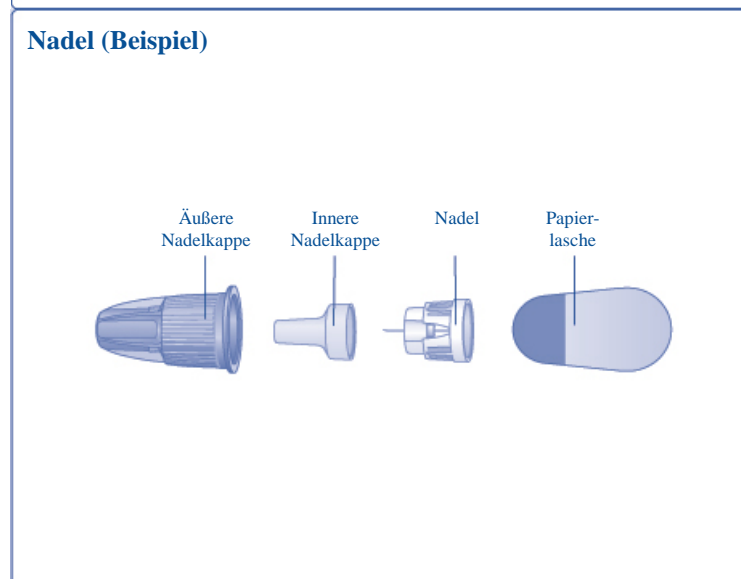 Nadel (Beispiel)
Äußere
Nadelkappe
Innere
Nadelkappe
Nadel
Papier-
lasche